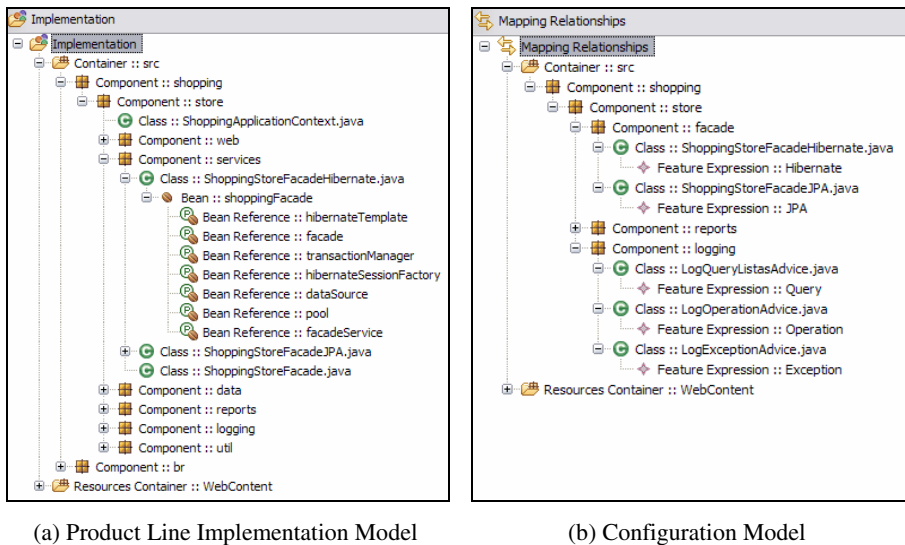 Implementation
Implementation
Container :: src
Component :: shopping
Component :: store
Class :: ShoppingApplicationContext.java
Component :: web
Component :: services
Class :: ShoppingStoreFacadeHibernate.java
Bean :: shoppingFacade
Bean Reference :: hibernateTemplate
Bean Reference :: facade
Bean Reference :: transactionManager
Bean Reference :: hibernateSessionFactory
Bean Reference :: dataSource
Bean Reference :: pool
Bean Reference :: facadeService
Class :: ShoppingStoreFacadeJPA.java
Class :: ShoppingStoreFacade.java
Component :: data
Component :: reports
Component :: logging
Component :: util
Component :: br
Resources Container :: WebContent
(a) Product Line Implementation Model
Mapping Relationships
Mapping Relationships
Container :: src
Component :: shopping
Component :: store
Component :: facade
Class :: ShoppingStoreFacadeHibernate.java
Feature Expression :: Hibernate
Class :: ShoppingStoreFacadeJPA.java
Feature Expression :: JPA
Component :: reports
Component :: logging
Class :: LogQueryListasAdvice.java
Feature Expression :: Query
Class :: LogOperationAdvice.java
Feature Expression :: Operation
Class :: LogExceptionAdvice.java
Feature Expression :: Exception
Resources Container :: WebContent
(b) Configuration Model